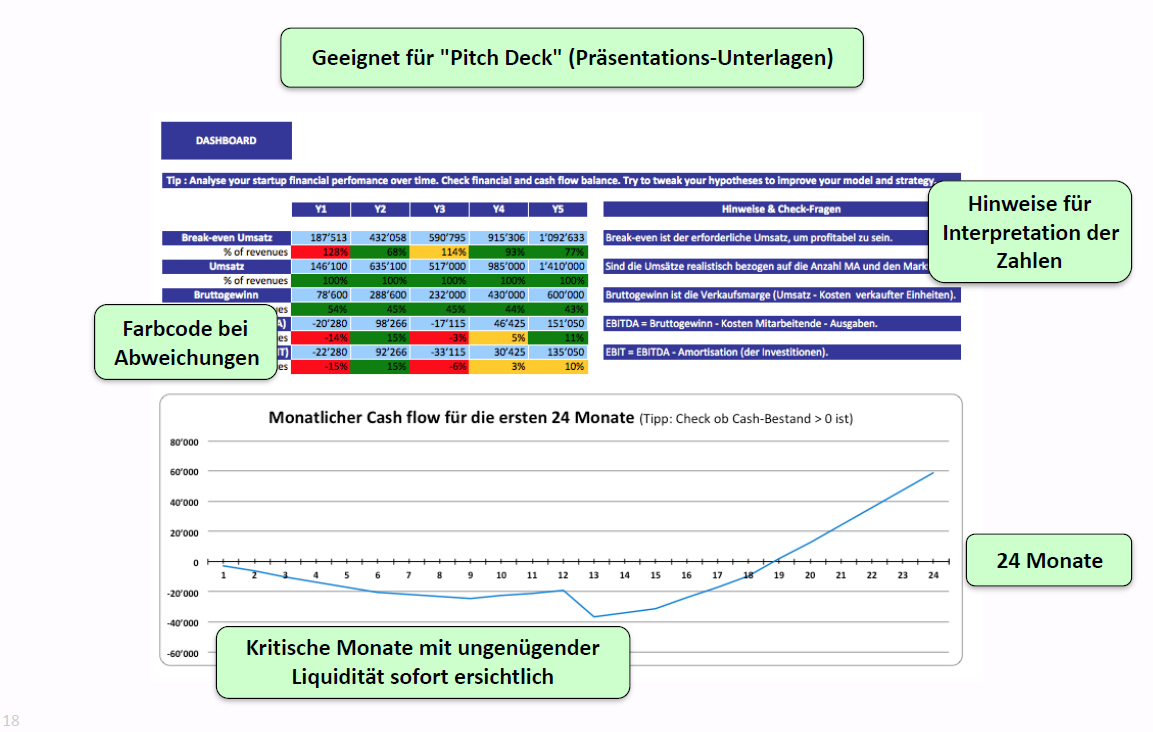 Geeignet für "Pitch Deck" (Präsentations-Unterlagen)
DASHBOARD
Tip : Analyse your startup financial perfomance over time. Check financial and cash flow balance. Try to tweak your hypotheses to improve your model and strategy.
Y1 Y2 Y3 Y4 Y5 Hinweise & Check-Fragen
Break-even Umsatz 187'513 432'058 590'795 915'306 1'092'633 Break-even ist der erforderliche Umsatz, um profitabel zu sein.
% of revenues 128% 68% 114% 93% 77%
Umsatz 146'100 635'100 517'000 985'000 1'410'000 Sind die Umsätze realistisch bezogen auf die Anzahl MA und den Mark
% of revenues 100% 100% 100% 100% 100%
Bruttogewinn 78'600 288'600 232'000 430'000 600'000 Bruttogewinn ist die Verkaufsmarge (Umsatz - Kosten verkaufter Einheiten).
ues 54% 45% 45% 44% 43%
A) -20'280 98'266 -17'115 46'425 151'050 EBITDA = Bruttogewinn - Kosten Mitarbeitende - Ausgaben.
es -14% 15% -3% 5% 11%
IT) -22'280 92'266 -33'115 30'425 135'050 EBIT = EBITDA - Amortisation (der Investitionen).
es -15% 15% -6% 3% 10%
Hinweise für
Interpretation der
Zahlen
Farbcode bei
Abweichungen
Monatlicher Cash flow für die ersten 24 Monate (Tipp: Check ob Cash-Bestand > 0 ist)
80'000
60'000
40'000
20'000
0
1 2 3 4 5 6 7 8 9 10 11 12 13 14 15 16 17 18 19 20 21 22 23 24
-20'000
-40'000
-60'000
24 Monate
Kritische Monate mit ungenügender
Liquidität sofort ersichtlich
18